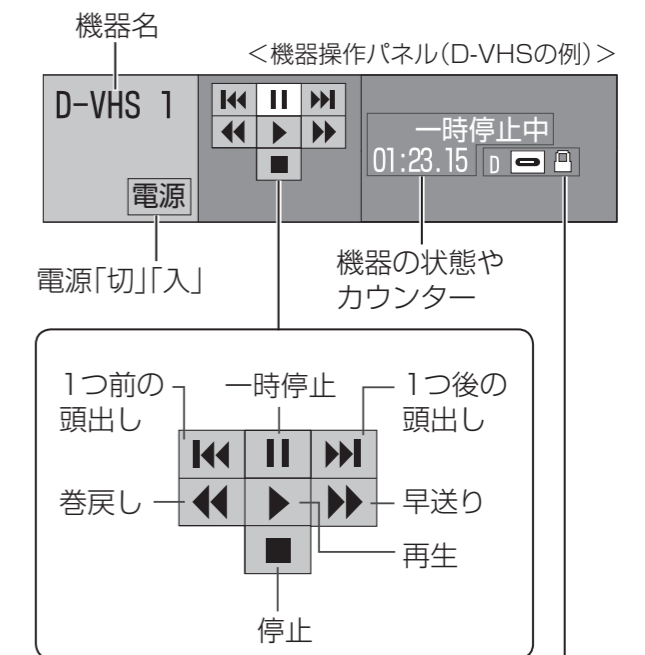 機器名
＜機器操作パネル(D-VHSの例)＞
D-VHS 1
一時停止中
01:23.15 D
電源
電源「切」「入」
機器の状態や
カウンター
1つ前の
頭出し
一時停止
1つ後の
頭出し
巻戻し
早送り
再生
停止